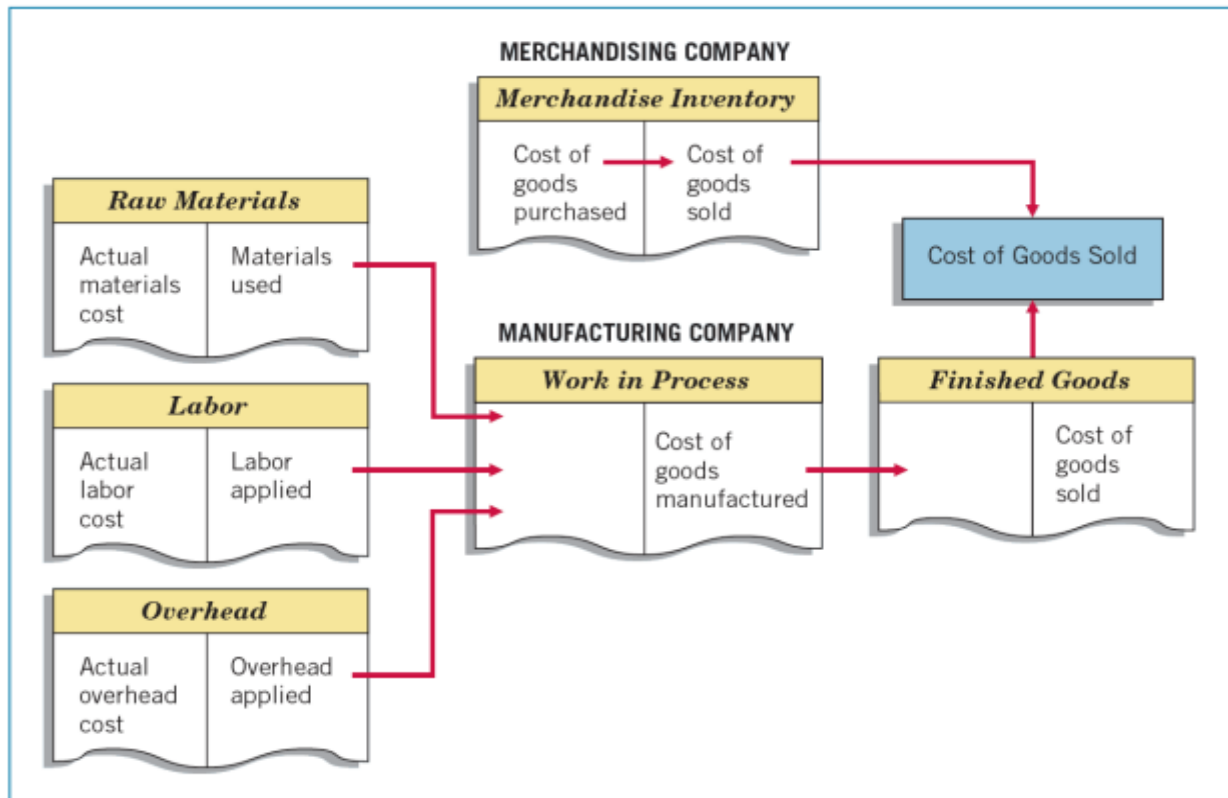 MERCHANDISING COMPANY
Merchandise Inventory
Cost of
goods
purchased
Cost of
goods
sold
Raw Materials
Actual
materials
cost
Materials
used
Cost of Goods Sold
MANUFACTURING COMPANY
Work in Process
Cost of
goods
manufactured
Finished Goods
Cost of
goods
sold
Labor
Actual
labor
cost
Labor
applied
Overhead
Actual
overhead
cost
Overhead
applied